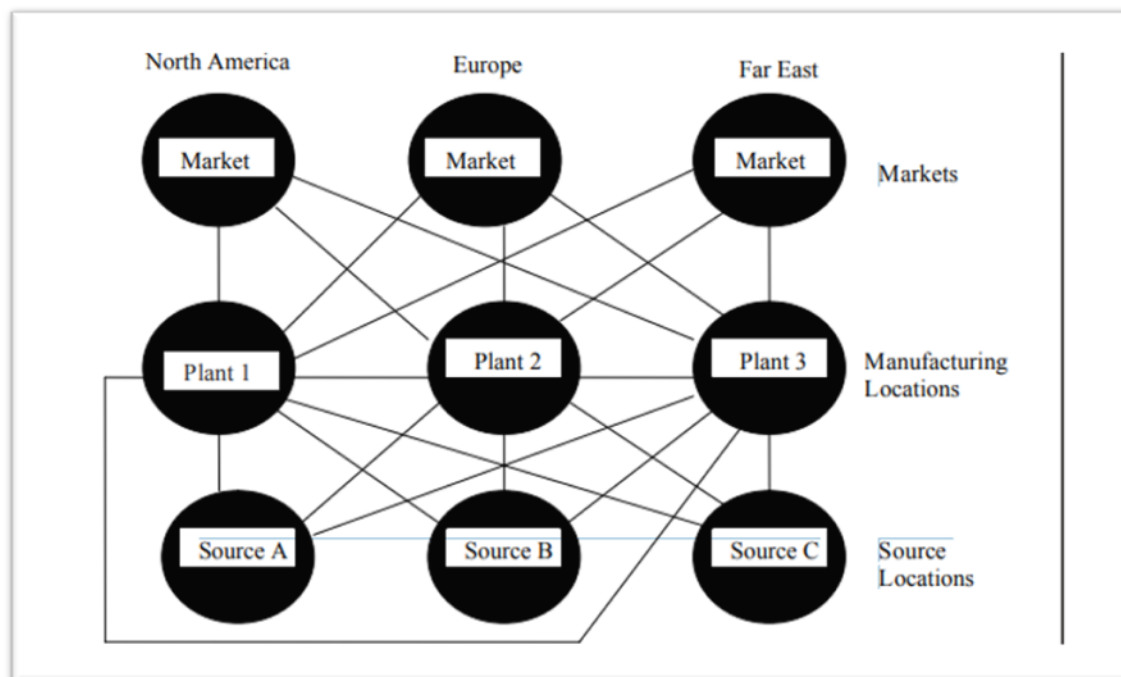 North America
Europe
Far East
Market
Market
Market
Markets
Plant 1
Plant 2
Plant 3
Manufacturing
Locations
Source A
Source B
Source C
Source
Locations